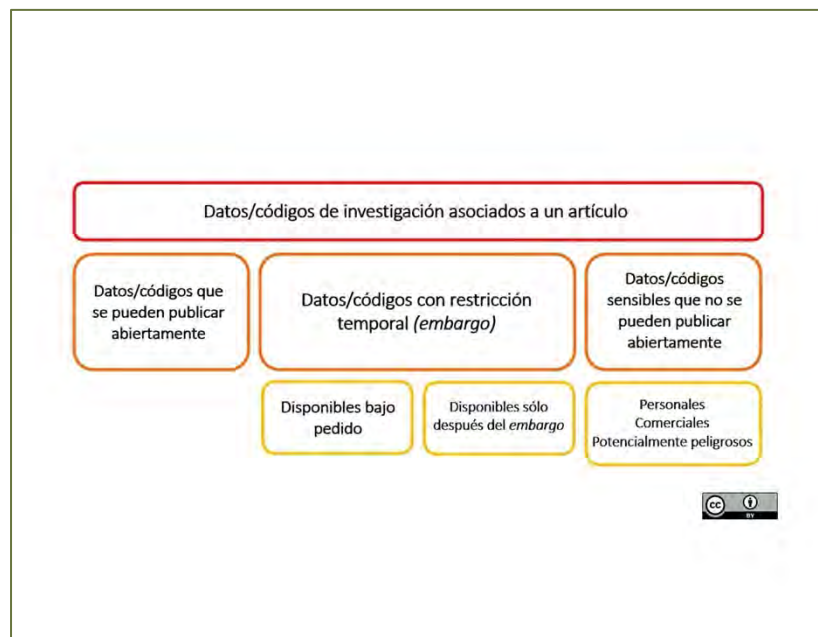 Datos/códigos de investigación asociados a un artículo
Datos/códigos que
se pueden publicar
abiertamente
Datos/códigos con restricción
temporal (embargo)
Datos/códigos
sensibles que no se
pueden publicar
abiertamente
Disponibles bajo
pedido
Disponibles sólo
después del embargo
Personales
Comerciales
Potencialmente peligrosos
cc
BY